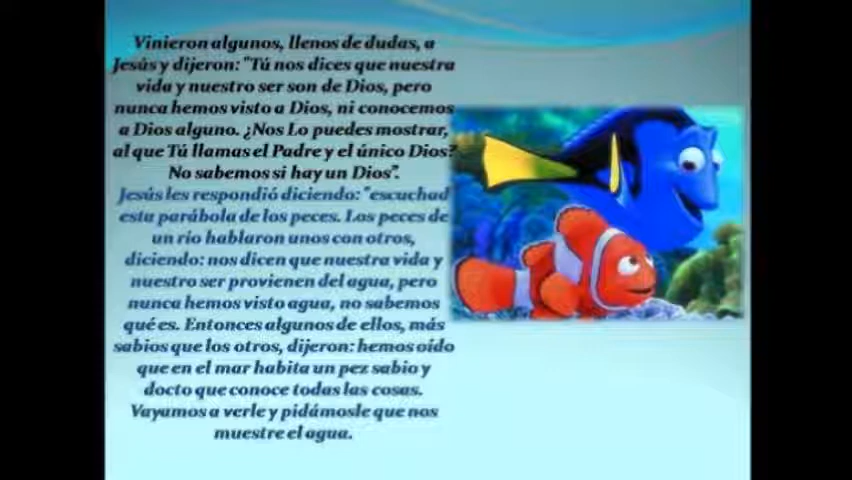 Vinieron algunos, llenos de dudas, a
Jesús y dijeron: "Tú nos dices que nuestra
vida y nuestro ser son de Dios, pero
nunca hemos visto a Dios, ni conocemos
a Dios alguno. ¿Nos Lo puedes mostrar,
al que Tú llamas el Padre y el único Dios?
No sabemos si hay un Dios".
Jesús les respondió diciendo: "escuchad
esta parábola de los peces. Los peces de
un rio hablaron unos con otros,
diciendo: nos dicen que nuestra vida y
nuestro ser provienen del agua, pero
nunca hemos visto agua, no sabemos
qué es. Entonces algunos de ellos, más
sabios que los otros, dijeron: hemos oído
que en el mar habita un pez sabio y
docto que conoce todas las cosas.
Vayamos a verle y pidámosle que nos
muestre el agua.